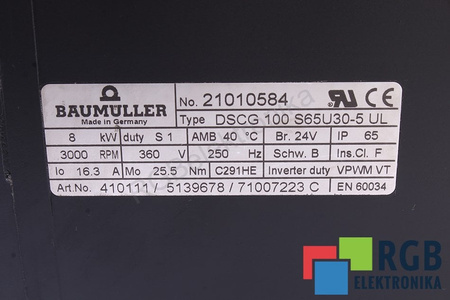 BAUMÜLLER
Made in Germany
No. 21010584
Type DSCG 100 S65U30-5 UL
8 kW duty S 1 AMB 40 °C Br. 24V IP 65
3000 RPM 360 V 250 Hz Schw. B Ins.Cl. F
Io 16.3 A Mo 25.5 Nm C291HE Inverter duty VPWM VT
Art.No. 410111 / 5139678 / 71007223 C EN 60034
RGB
ELEKTRONIKA